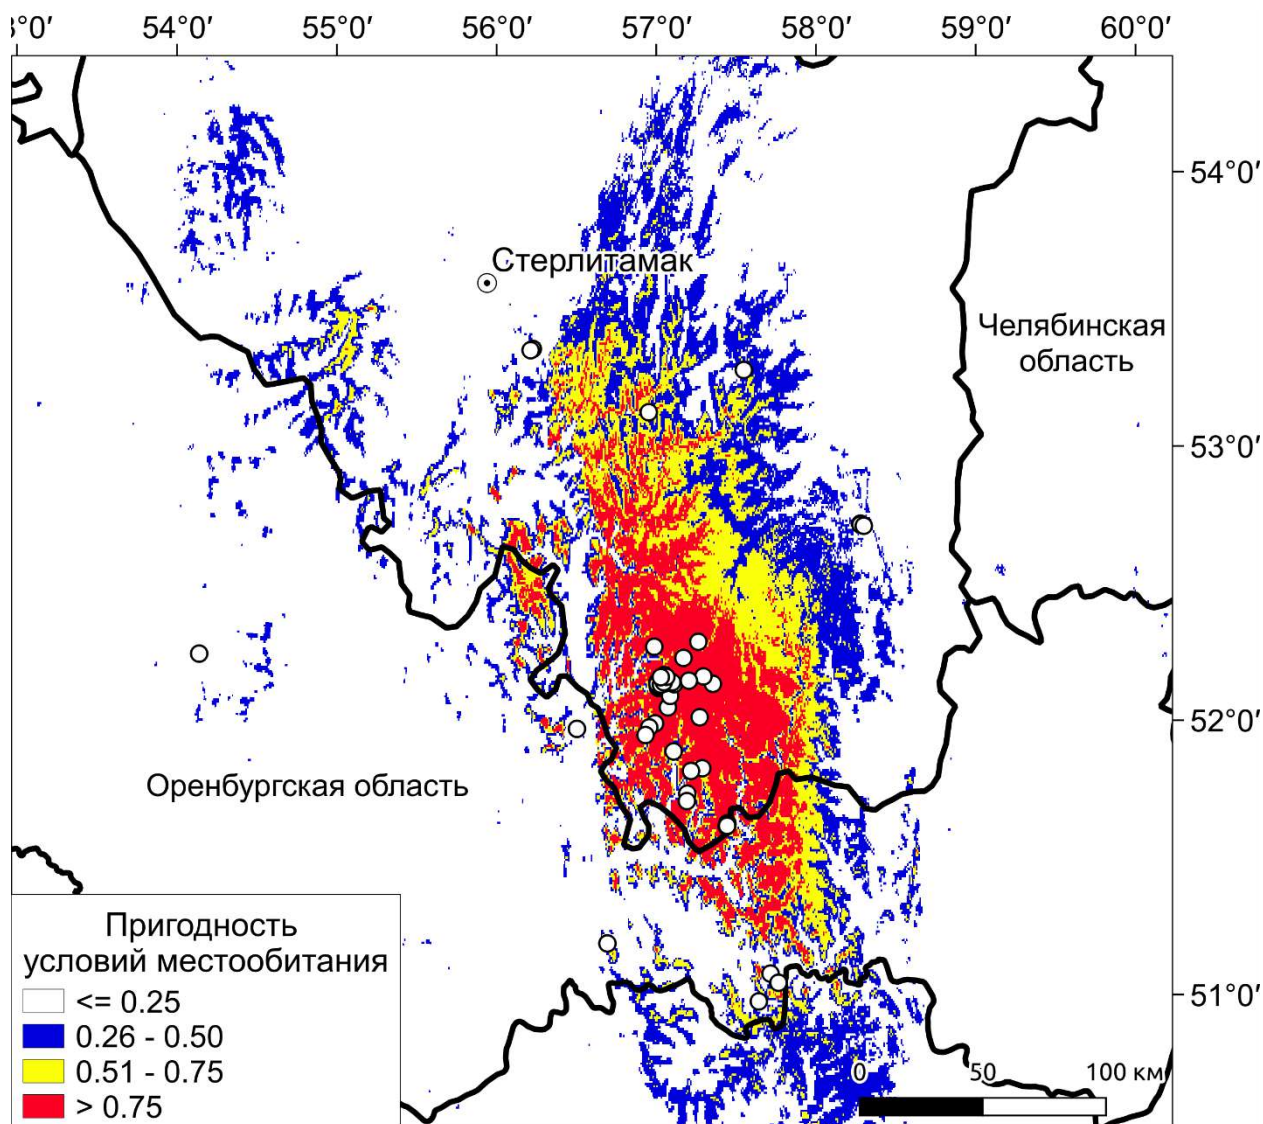 3°0′ 54°0′ 55°0′ 56°0′ 57°0′ 58°0′ 59°0′ 60°0′
54°0′
Стерлитамак
Челябинская
область
53°0′
52°0′
Оренбургская область
Пригодность
условий местообитания
<= 0.25
0.26 - 0.50
0.51 - 0.75
> 0.75
51°0′
0 50 100 км